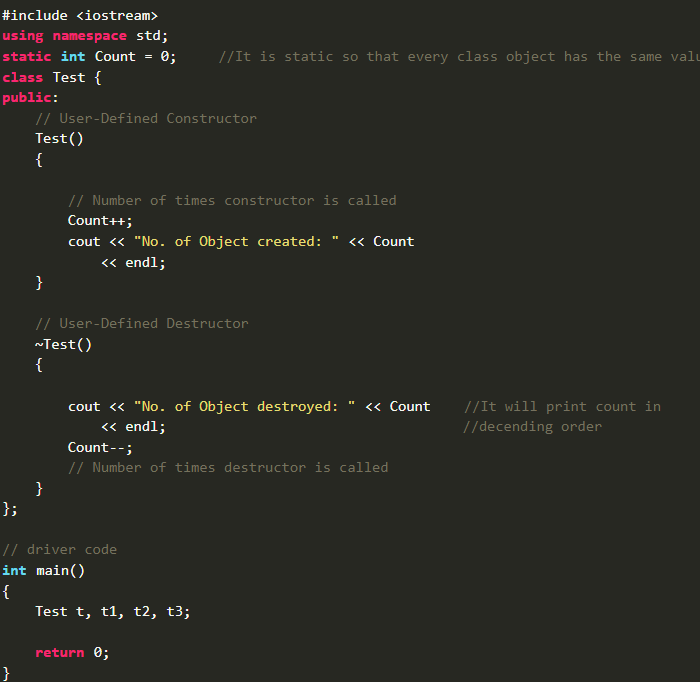 #include <iostream>
using namespace std;
static int Count = 0;     //It is static so that every class object has the same
class Test {
public:
    // User-Defined Constructor
    Test()
    {

        // Number of times constructor is called
        Count++;
        cout << "No. of Object created: " << Count
            << endl;
    }

    // User-Defined Destructor
    ~Test()
    {

        cout << "No. of Object destroyed: " << Count    //It will print count in
            << endl;                                    //decending order
        Count--;
        // Number of times destructor is called
    }
};

// driver code
int main()
{
    Test t, t1, t2, t3;

    return 0;
}